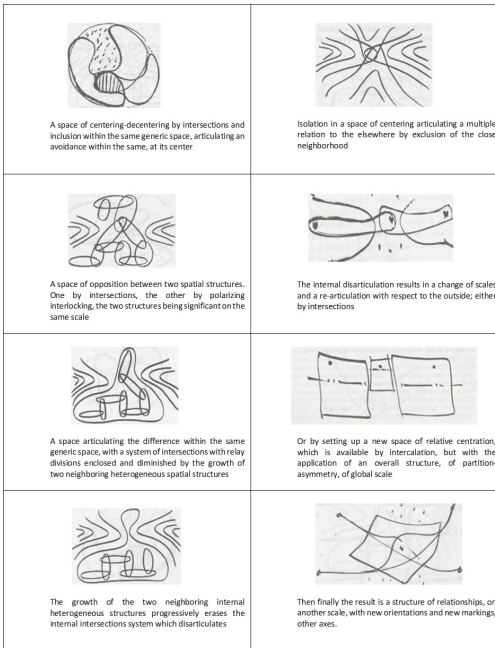 A space of centering-decentering by intersections and
inclusion within the same generic space, articulating an
avoidance within the same, at its center
Isolation in a space of centering articulating a multiple
relation to the elsewhere by exclusion of the close
neighborhood
A space of opposition between two spatial structures.
One by intersections, the other by polarizing
interlocking, the two structures being significant on the
same scale
The internal disarticulation results in a change of scales
and a re-articulation with respect to the outside; either
by intersections
A space articulating the difference within the same
generic space, with a system of intersections with relay
divisions enclosed and diminished by the growth of
two neighboring heterogeneous spatial structures
Or by setting up a new space of relative centration,
which is available by intercalation, but with the
application of an overall structure, of partition-
asymmetry, of global scale
The growth of the two neighboring internal
heterogeneous structures progressively erases the
internal intersections system which disarticulates
Then finally the result is a structure of relationships, on
another scale, with new orientations and new markings,
other axes.